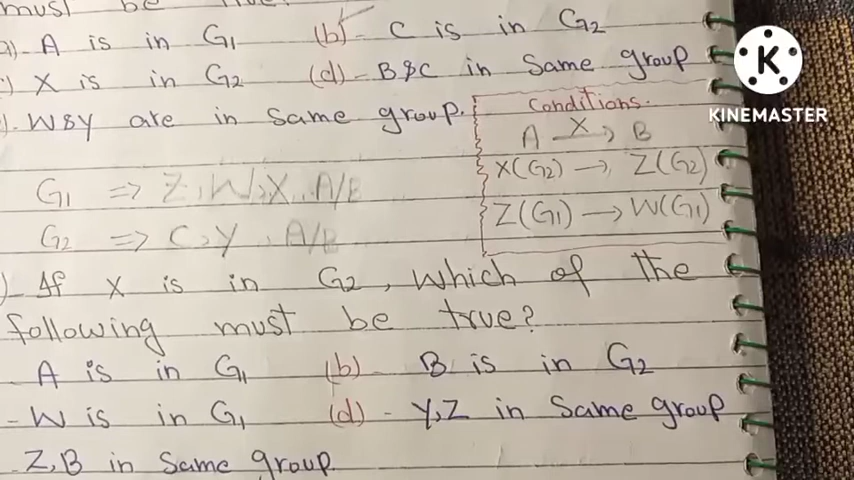 must be true
a) - A is in G1 (b) - C is in G2
c) - X is in G2 (d) - B&C in Same group
KINEMASTER
). W&Y are in Same group.
Conditions.
A X→ B
X(G2) → Z(G2)
Z(G1) → W(G1)
G1 => Z, W, X, A/B
G2 => C, Y, A/B
) - If X is in G2, which of the
following must be true?
A is in G1 (b) - B is in G2
- W is in G1 (d) - Y,Z in Same group
- Z,B in Same group